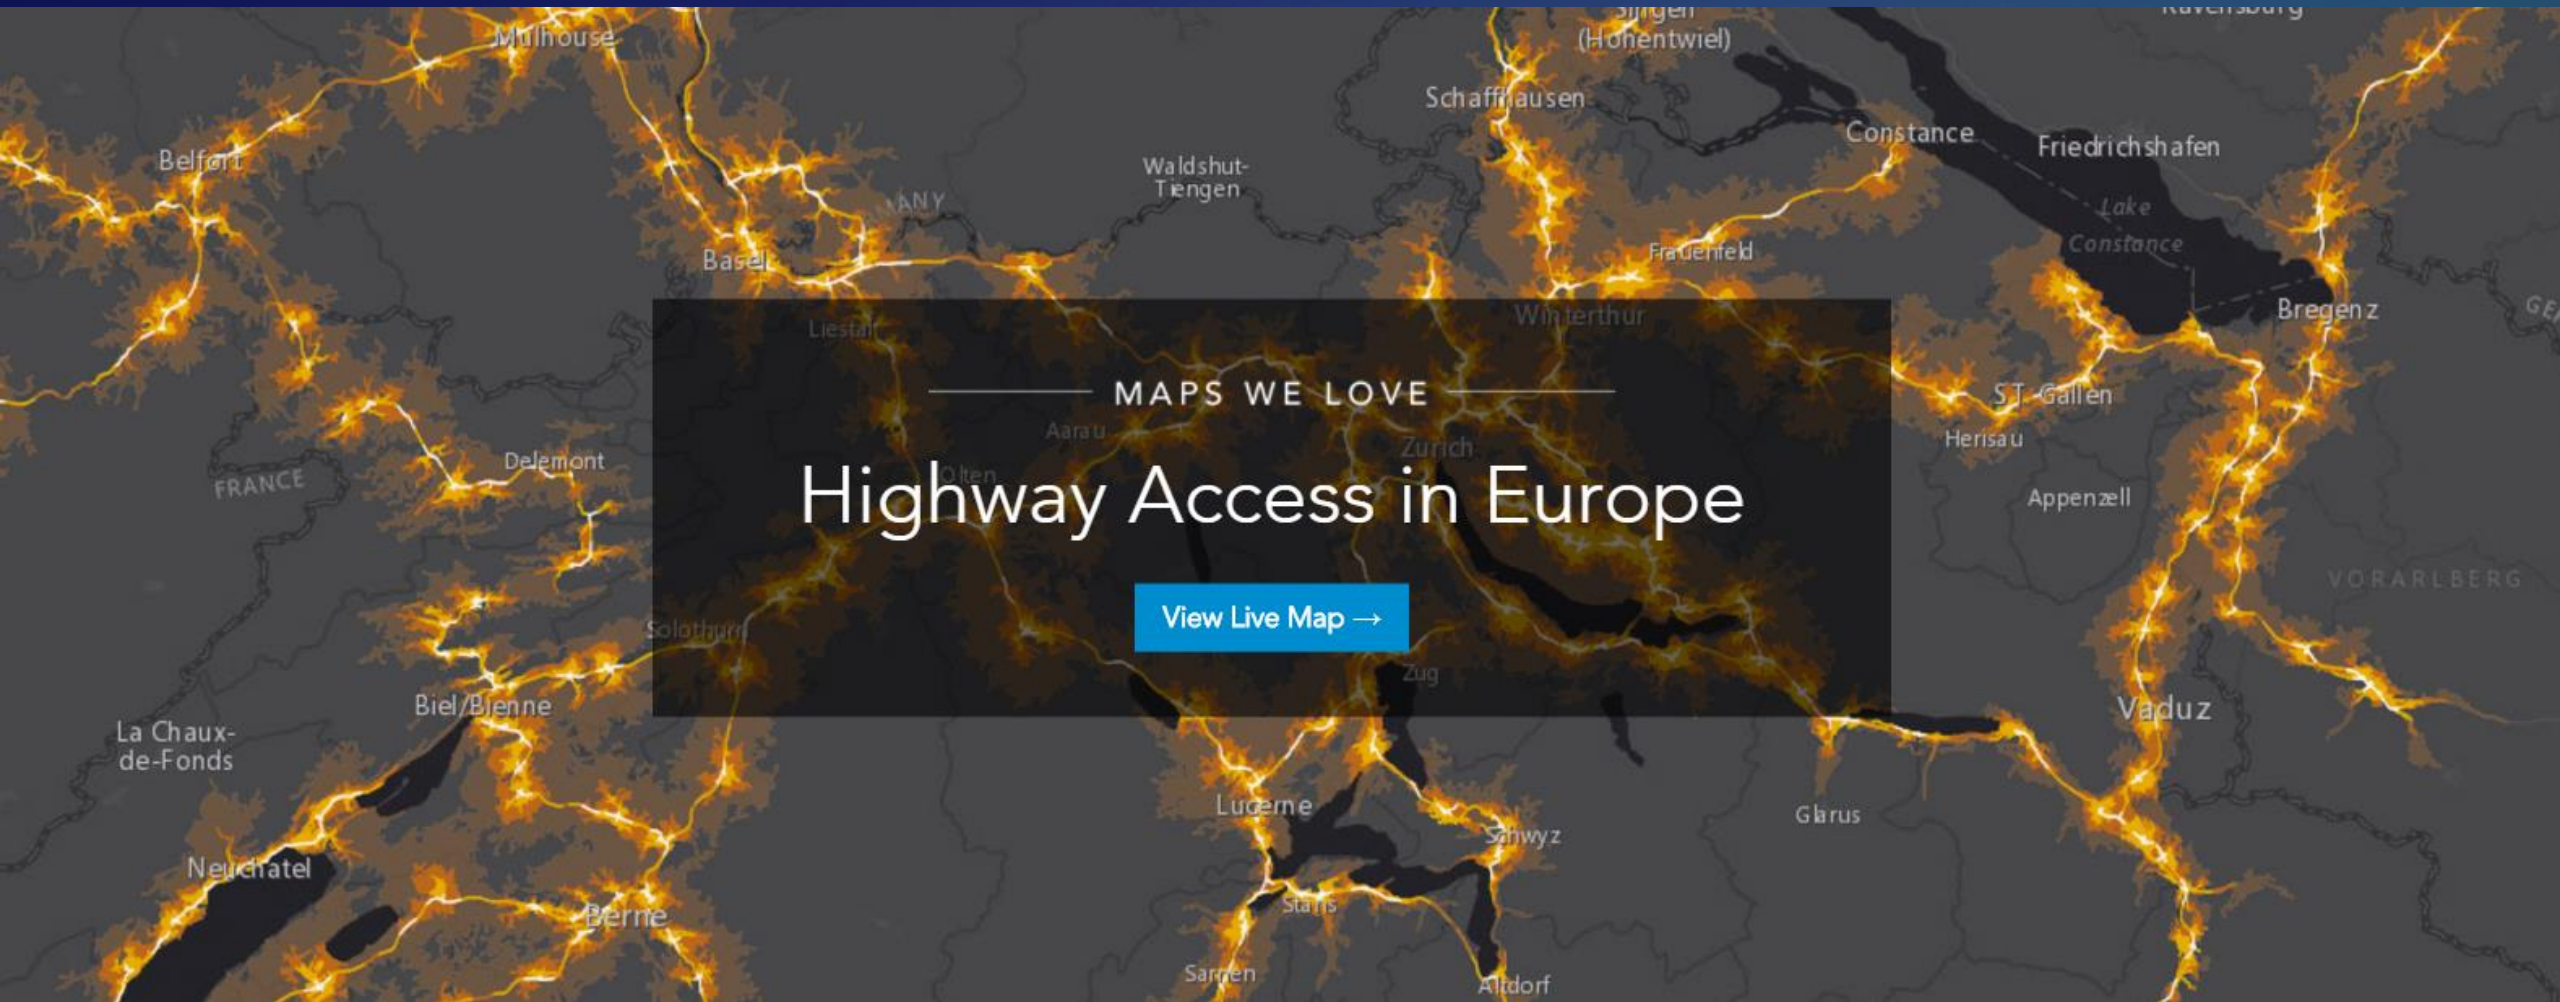 Singen
(Hohentwiel)
Ravensburg
Mulhouse
Schaffhausen
Constance
Friedrichshafen
Belfort
Waldshut-
Tiengen
Lake
Constance
Basel
Frauenfeld
Bregenz
Liestal
Winterthur
MAPS WE LOVE
ST. Gallen
Aarau
Zurich
Herisau
Delemont
Olten
FRANCE
Highway Access in Europe
Appenzell
VORARLBERG
View Live Map →
Solothurn
Zug
Biel/Bienne
Vaduz
La Chaux-
de-Fonds
Lucerne
Glarus
Schwyz
Neuchatel
Stans
Berne
Sarnen
Altdorf